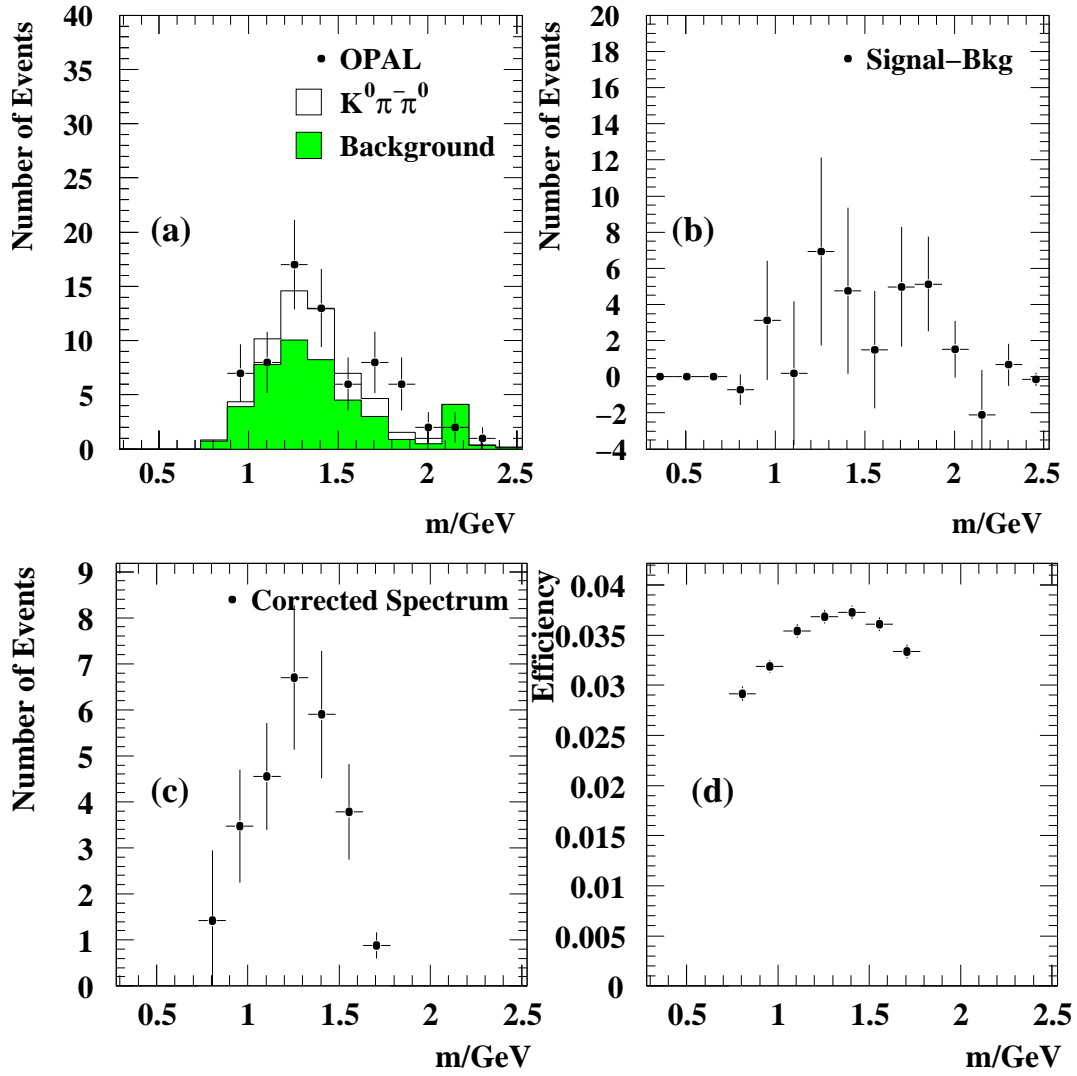 Number of Events
40
35
30
25
20
15
10
5
0
OPAL
K⁰π⁻π⁰
Background
(a)
0.5 1 1.5 2 2.5
m/GeV
Number of Events
20
18
16
14
12
10
8
6
4
2
0
−2
−4
Signal−Bkg
(b)
0.5 1 1.5 2 2.5
m/GeV
Number of Events
9
8
7
6
5
4
3
2
1
0
Corrected Spectrum
(c)
0.5 1 1.5 2 2.5
m/GeV
Efficiency
0.04
0.035
0.03
0.025
0.02
0.015
0.01
0.005
0
(d)
0.5 1 1.5 2 2.5
m/GeV